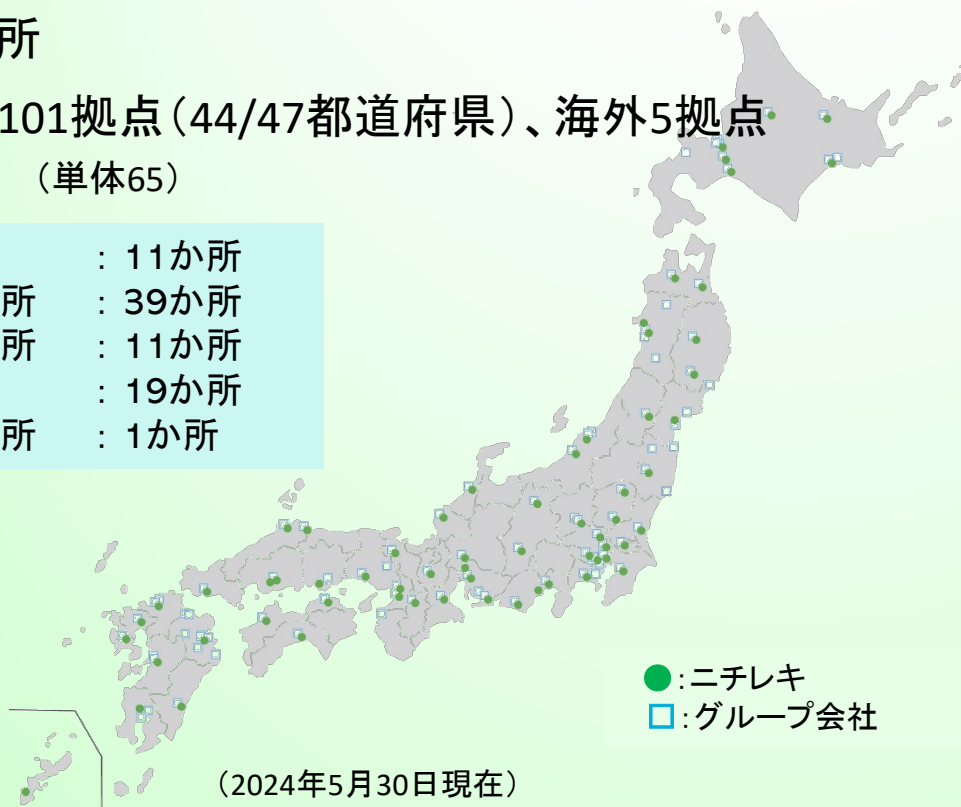 所
101拠点（44/47都道府県）、海外5拠点
（単体65）
：11か所
所：39か所
所：11か所
：19か所
所：1か所
●：ニチレキ
□：グループ会社
（2024年5月30日現在）